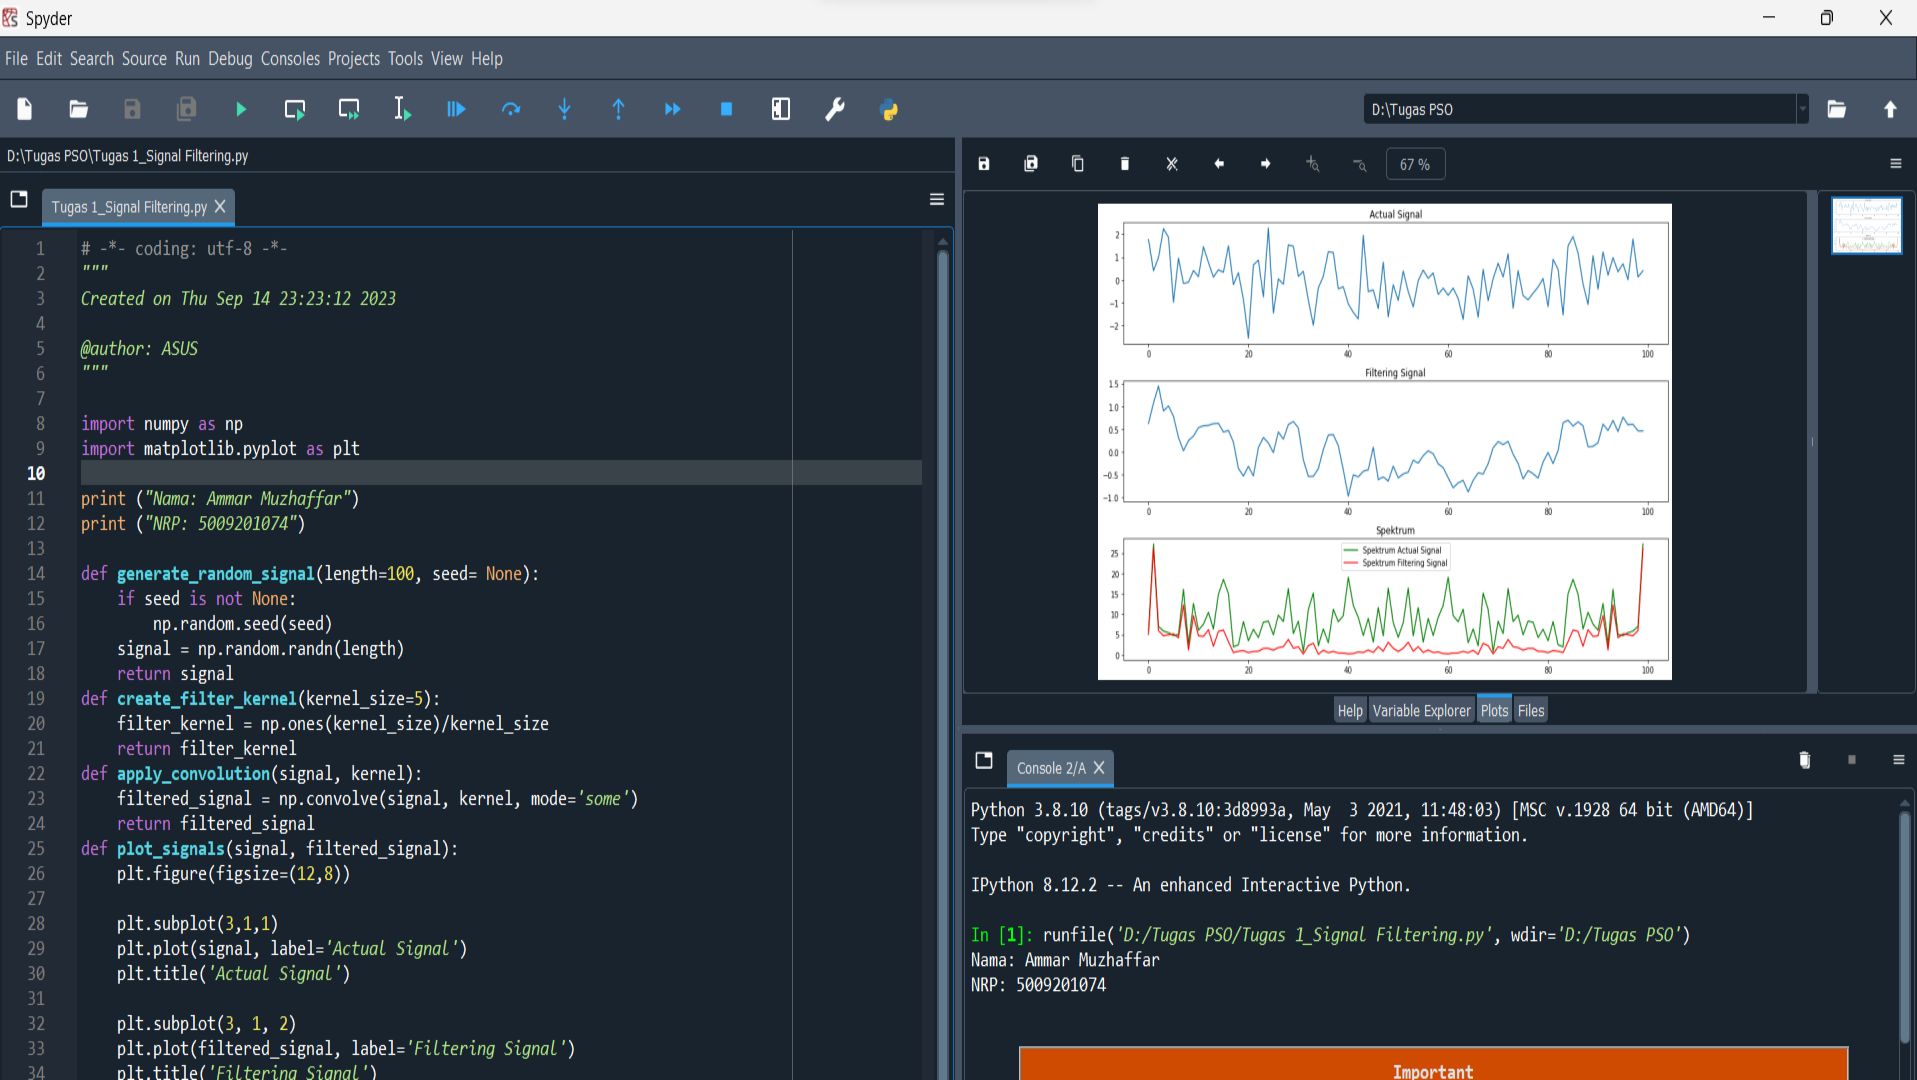 Spyder
File Edit Search Source Run Debug Consoles Projects Tools View Help
D:\Tugas PSO
D:\Tugas PSO\Tugas 1_Signal Filtering.py
Tugas 1_Signal Filtering.py
1 # -*- coding: utf-8 -*-
2 """
3 Created on Thu Sep 14 23:23:12 2023
4
5 @author: ASUS
6 """
7
8 import numpy as np
9 import matplotlib.pyplot as plt
10
11 print ("Nama: Ammar Muzhaffar")
12 print ("NRP: 5009201074")
13
14 def generate_random_signal(length=100, seed= None):
15     if seed is not None:
16         np.random.seed(seed)
17     signal = np.random.randn(length)
18     return signal
19 def create_filter_kernel(kernel_size=5):
20     filter_kernel = np.ones(kernel_size)/kernel_size
21     return filter_kernel
22 def apply_convolution(signal, kernel):
23     filtered_signal = np.convolve(signal, kernel, mode='some')
24     return filtered_signal
25 def plot_signals(signal, filtered_signal):
26     plt.figure(figsize=(12,8))
27
28     plt.subplot(3,1,1)
29     plt.plot(signal, label='Actual Signal')
30     plt.title('Actual Signal')
31
32     plt.subplot(3, 1, 2)
33     plt.plot(filtered_signal, label='Filtering Signal')
34     plt.title('Filtering Signal')
67 %
Actual Signal
2
1
0
−1
−2
0 20 40 60 80 100
Filtering Signal
1.5
1.0
0.5
0.0
−0.5
−1.0
0 20 40 60 80 100
Spektrum
Spektrum Actual Signal
Spektrum Filtering Signal
25
20
15
10
5
0
0 20 40 60 80 100
Help Variable Explorer Plots Files
Console 2/A
Python 3.8.10 (tags/v3.8.10:3d8993a, May  3 2021, 11:48:03) [MSC v.1928 64 bit (AMD64)]
Type "copyright", "credits" or "license" for more information.
IPython 8.12.2 -- An enhanced Interactive Python.
In [1]: runfile('D:/Tugas PSO/Tugas 1_Signal Filtering.py', wdir='D:/Tugas PSO')
Nama: Ammar Muzhaffar
NRP: 5009201074
Important